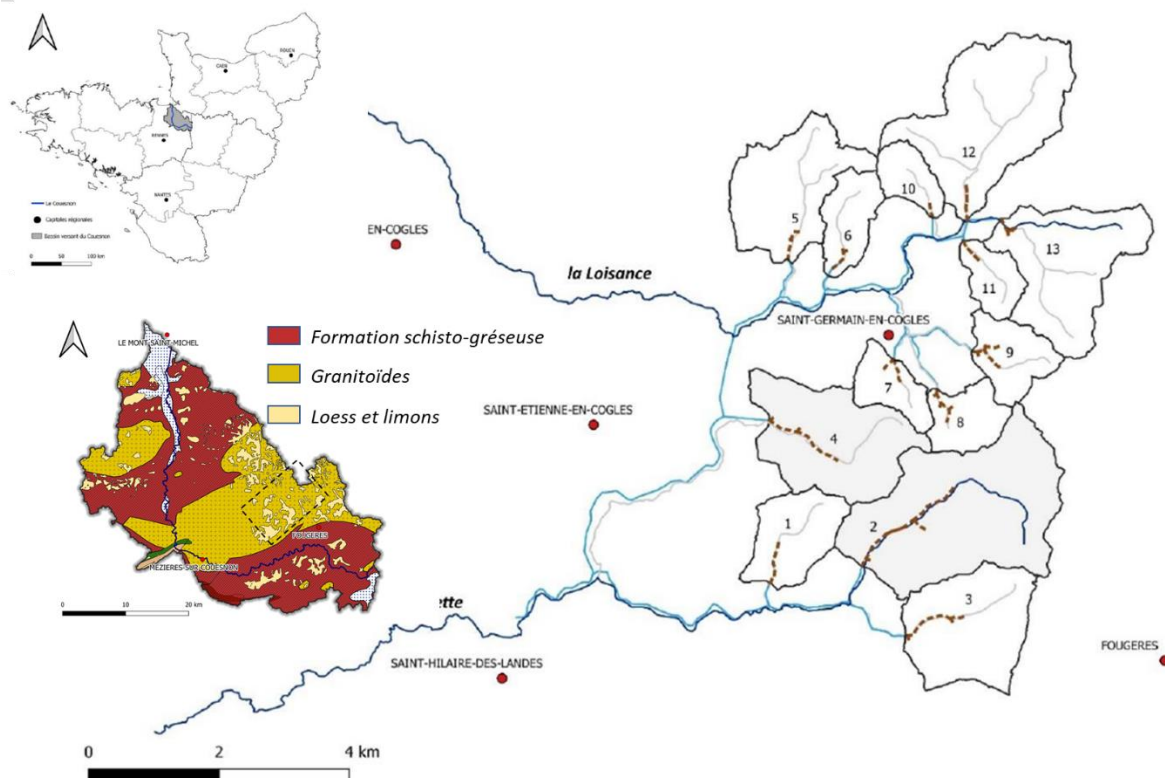 ROUEN
CAEN
RENNES
NANTES
Le Couesnon
Capitales régionales
Bassin versant du Couesnon
0 50 100 km
EN-COGLES
la Loisance
12
10
5
6
13
11
SAINT-GERMAIN-EN-COGLES
LE MONT-SAINT-MICHEL
Formation schisto-gréseuse
Granitoïdes
Loess et limons
9
7
8
SAINT-ETIENNE-EN-COGLES
4
1
2
FOUGERES
MEZIERES-SUR-COUESNON
0 10 20 km
ette
3
SAINT-HILAIRE-DES-LANDES
FOUGERES
0 2 4 km